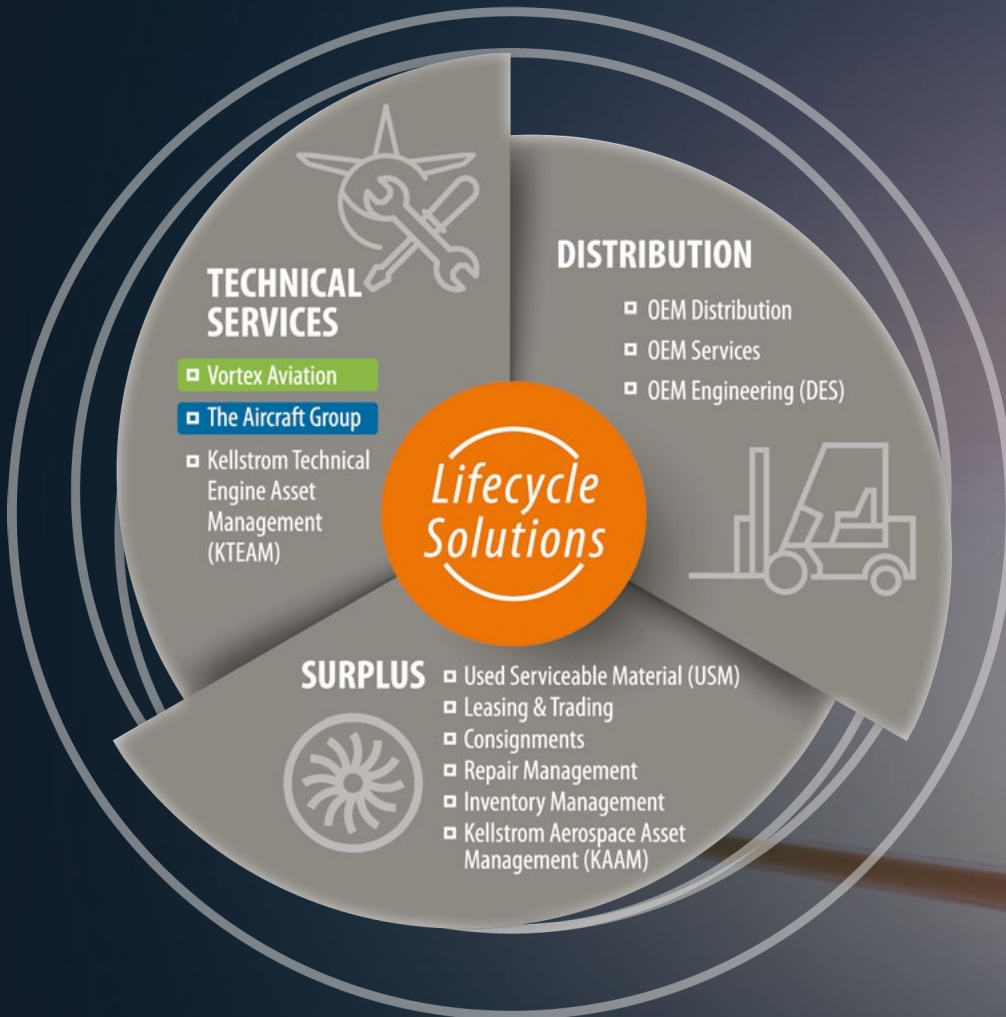 TECHNICAL
SERVICES
Vortex Aviation
The Aircraft Group
Kellstrom Technical
Engine Asset
Management
(KTEAM)
DISTRIBUTION
OEM Distribution
OEM Services
OEM Engineering (DES)
Lifecycle
Solutions
SURPLUS
Used Serviceable Material (USM)
Leasing & Trading
Consignments
Repair Management
Inventory Management
Kellstrom Aerospace Asset
Management (KAAM)